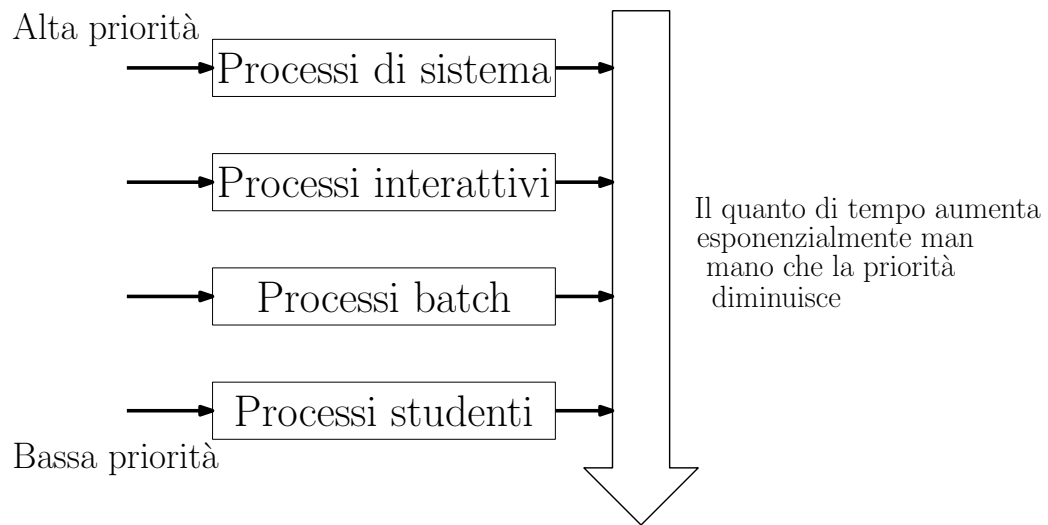 Alta priorità
Processi di sistema
Processi interattivi
Il quanto di tempo aumenta
esponenzialmente man
mano che la priorità
diminuisce
Processi batch
Processi studenti
Bassa priorità